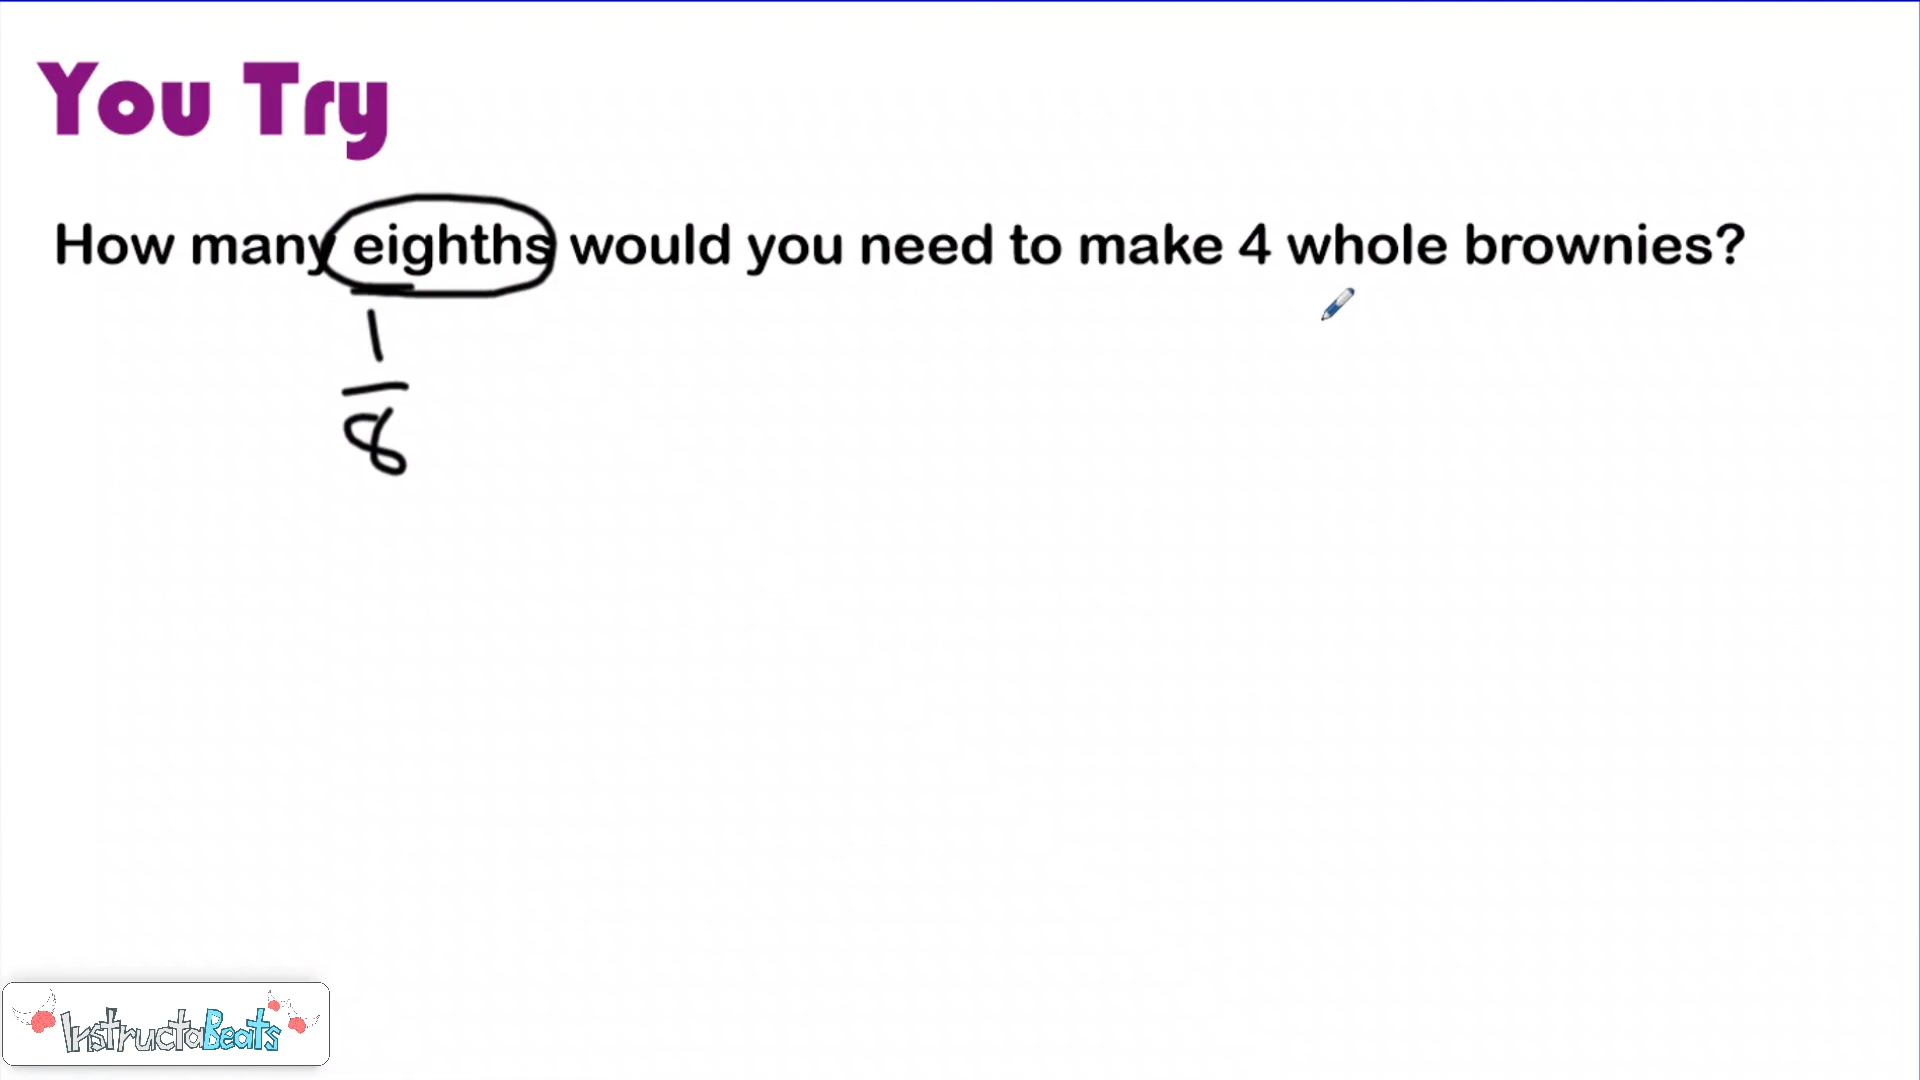 You Try
How many eighths would you need to make 4 whole brownies?
1
8
InstructaBeats